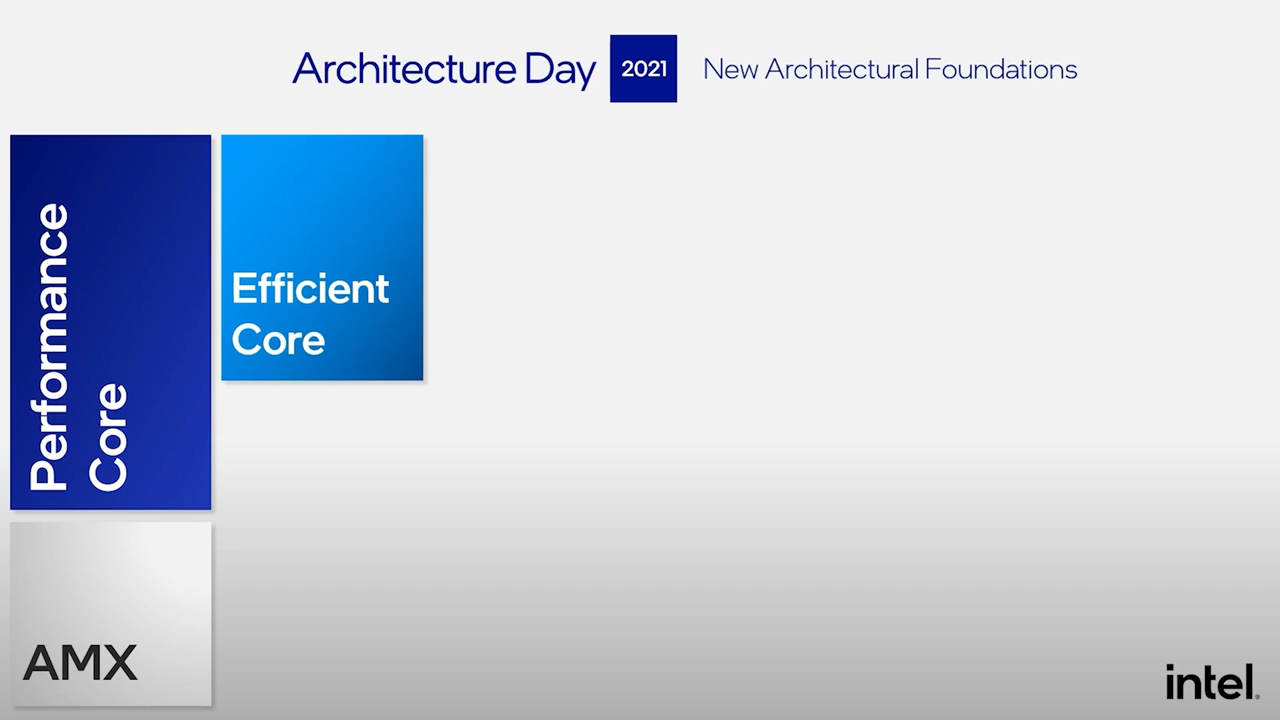 Architecture Day 2021 New Architectural Foundations
Performance
Core
Efficient
Core
AMX
intel.